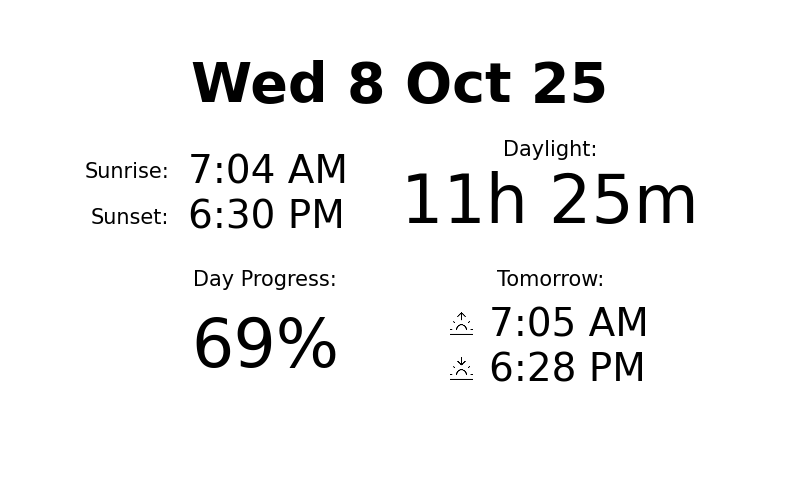 Wed 8 Oct 25
Sunrise: 7:04 AM
Sunset: 6:30 PM
Daylight:
11h 25m
Day Progress:
69%
Tomorrow:
7:05 AM
6:28 PM